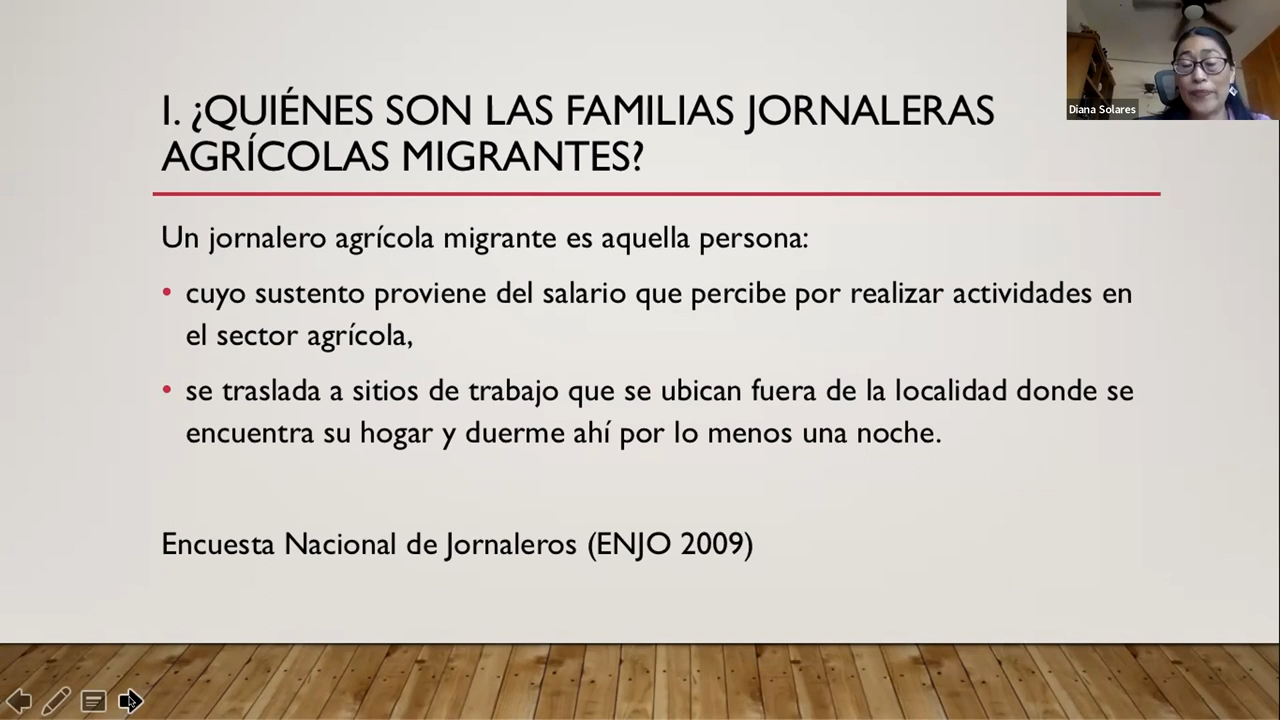 I. ¿QUIÉNES SON LAS FAMILIAS JORNALERAS
AGRÍCOLAS MIGRANTES?
Diana Solares
Un jornalero agrícola migrante es aquella persona:
• cuyo sustento proviene del salario que percibe por realizar actividades en
el sector agrícola,
• se traslada a sitios de trabajo que se ubican fuera de la localidad donde se
encuentra su hogar y duerme ahí por lo menos una noche.
Encuesta Nacional de Jornaleros (ENJO 2009)